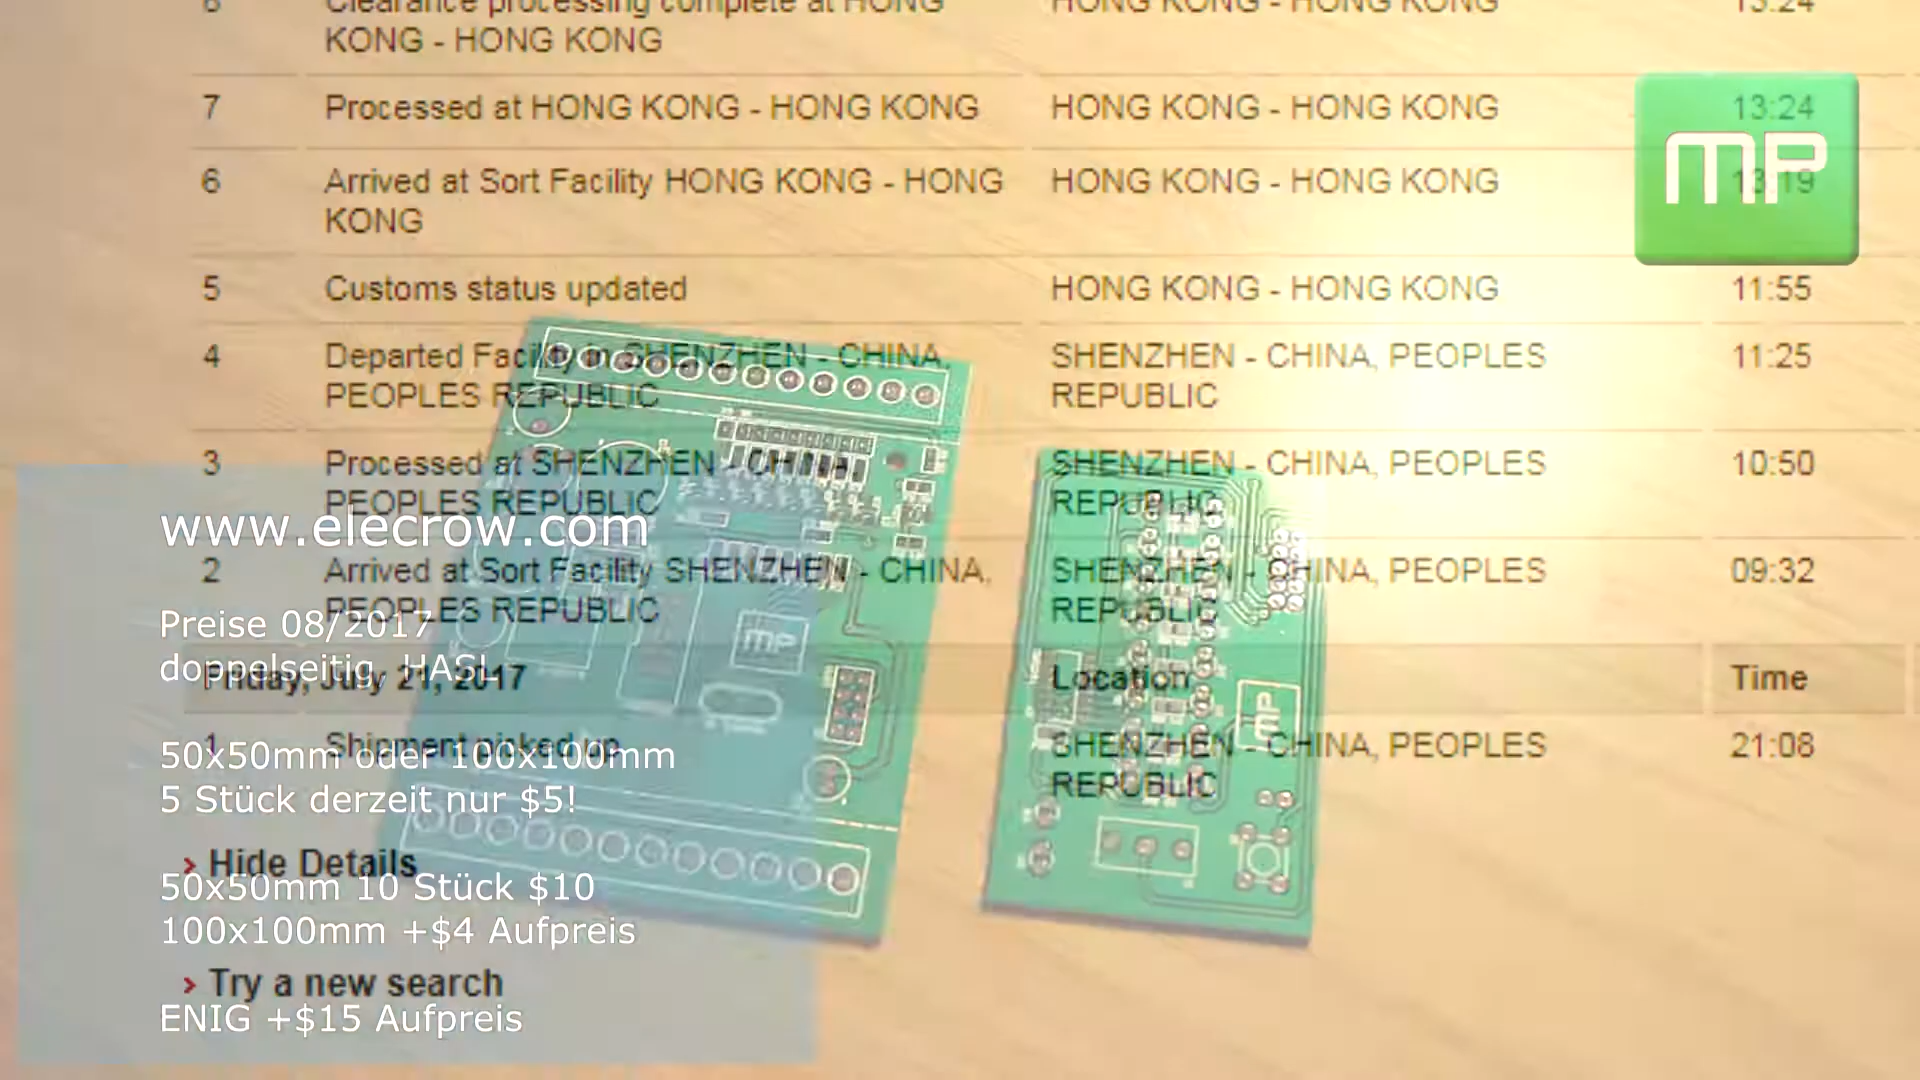 8 Clearance processing complete at HONG KONG - HONG KONG HONG KONG - HONG KONG 13:24
7 Processed at HONG KONG - HONG KONG HONG KONG - HONG KONG 13:24
6 Arrived at Sort Facility HONG KONG - HONG KONG HONG KONG - HONG KONG 13:19
MP
5 Customs status updated HONG KONG - HONG KONG 11:55
4 Departed Facility in SHENZHEN - CHINA, PEOPLES REPUBLIC SHENZHEN - CHINA, PEOPLES REPUBLIC 11:25
3 Processed at SHENZHEN - CHINA, PEOPLES REPUBLIC SHENZHEN - CHINA, PEOPLES REPUBLIC 10:50
2 Arrived at Sort Facility SHENZHEN - CHINA, PEOPLES REPUBLIC SHENZHEN - CHINA, PEOPLES REPUBLIC 09:32
Friday, July 21, 2017 Location Time
1 Shipment picked up SHENZHEN - CHINA, PEOPLES REPUBLIC 21:08
› Hide Details
› Try a new search
www.elecrow.com
Preise 08/2017
doppelseitig, HASL
50x50mm oder 100x100mm
5 Stück derzeit nur $5!
50x50mm 10 Stück $10
100x100mm +$4 Aufpreis
ENIG +$15 Aufpreis
MP
MP